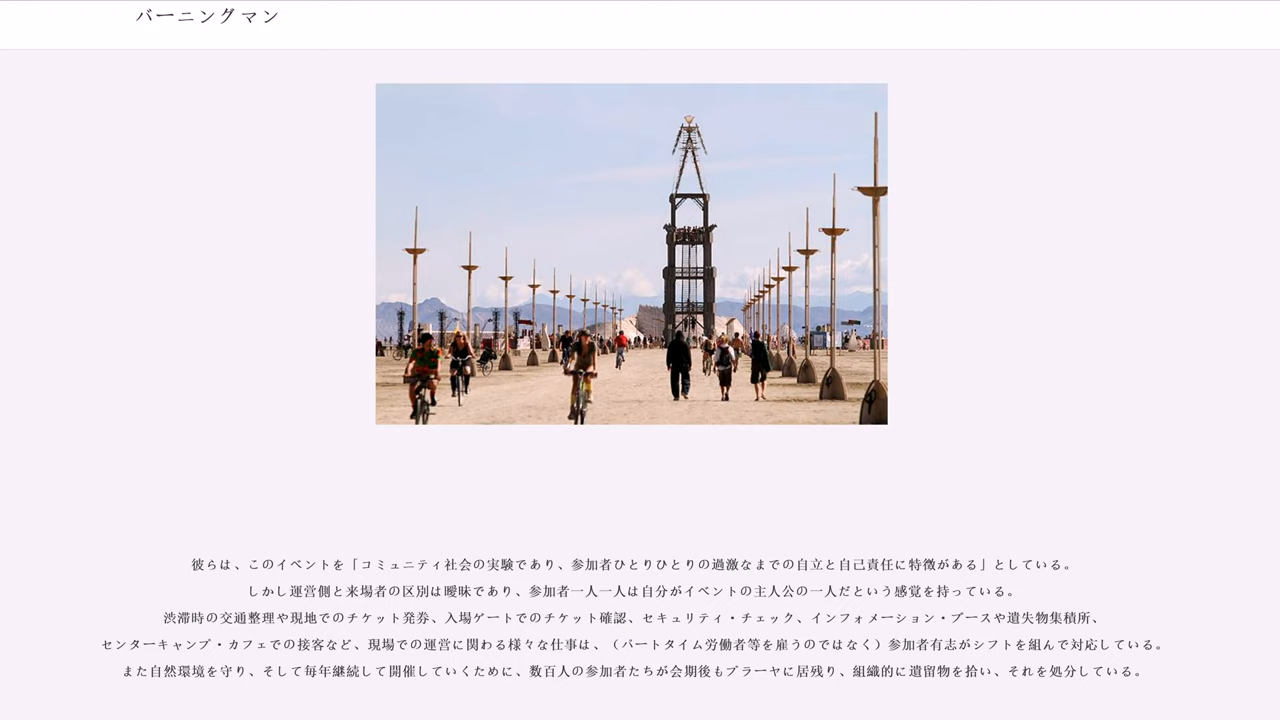 バーニングマン
彼らは、このイベントを「コミュニティ社会の実験であり、参加者ひとりひとりの過激なまでの自立と自己責任に特徴がある」としている。
しかし運営側と来場者の区別は曖昧であり、参加者一人一人は自分がイベントの主人公の一人だという感覚を持っている。
渋滞時の交通整理や現地でのチケット発券、入場ゲートでのチケット確認、セキュリティ・チェック、インフォメーション・ブースや遺失物集積所、
センターキャンプ・カフェでの接客など、現場での運営に関わる様々な仕事は、（パートタイム労働者等を雇うのではなく）参加者有志がシフトを組んで対応している。
また自然環境を守り、そして毎年継続して開催していくために、数百人の参加者たちが会期後もプラーヤに居残り、組織的に遺留物を拾い、それを処分している。